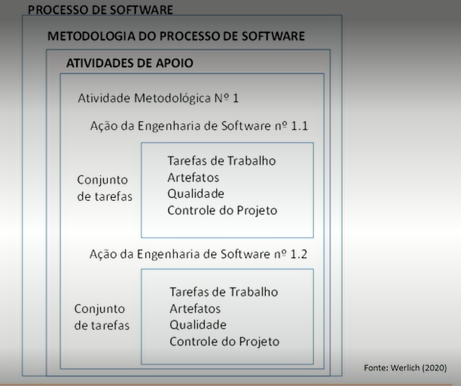 PROCESSO DE SOFTWARE
METODOLOGIA DO PROCESSO DE SOFTWARE
ATIVIDADES DE APOIO
Atividade Metodológica Nº 1
Ação da Engenharia de Software nº 1.1
Conjunto
de tarefas
Tarefas de Trabalho
Artefatos
Qualidade
Controle do Projeto
Ação da Engenharia de Software nº 1.2
Conjunto
de tarefas
Tarefas de Trabalho
Artefatos
Qualidade
Controle do Projeto
Fonte: Werlich (2020)